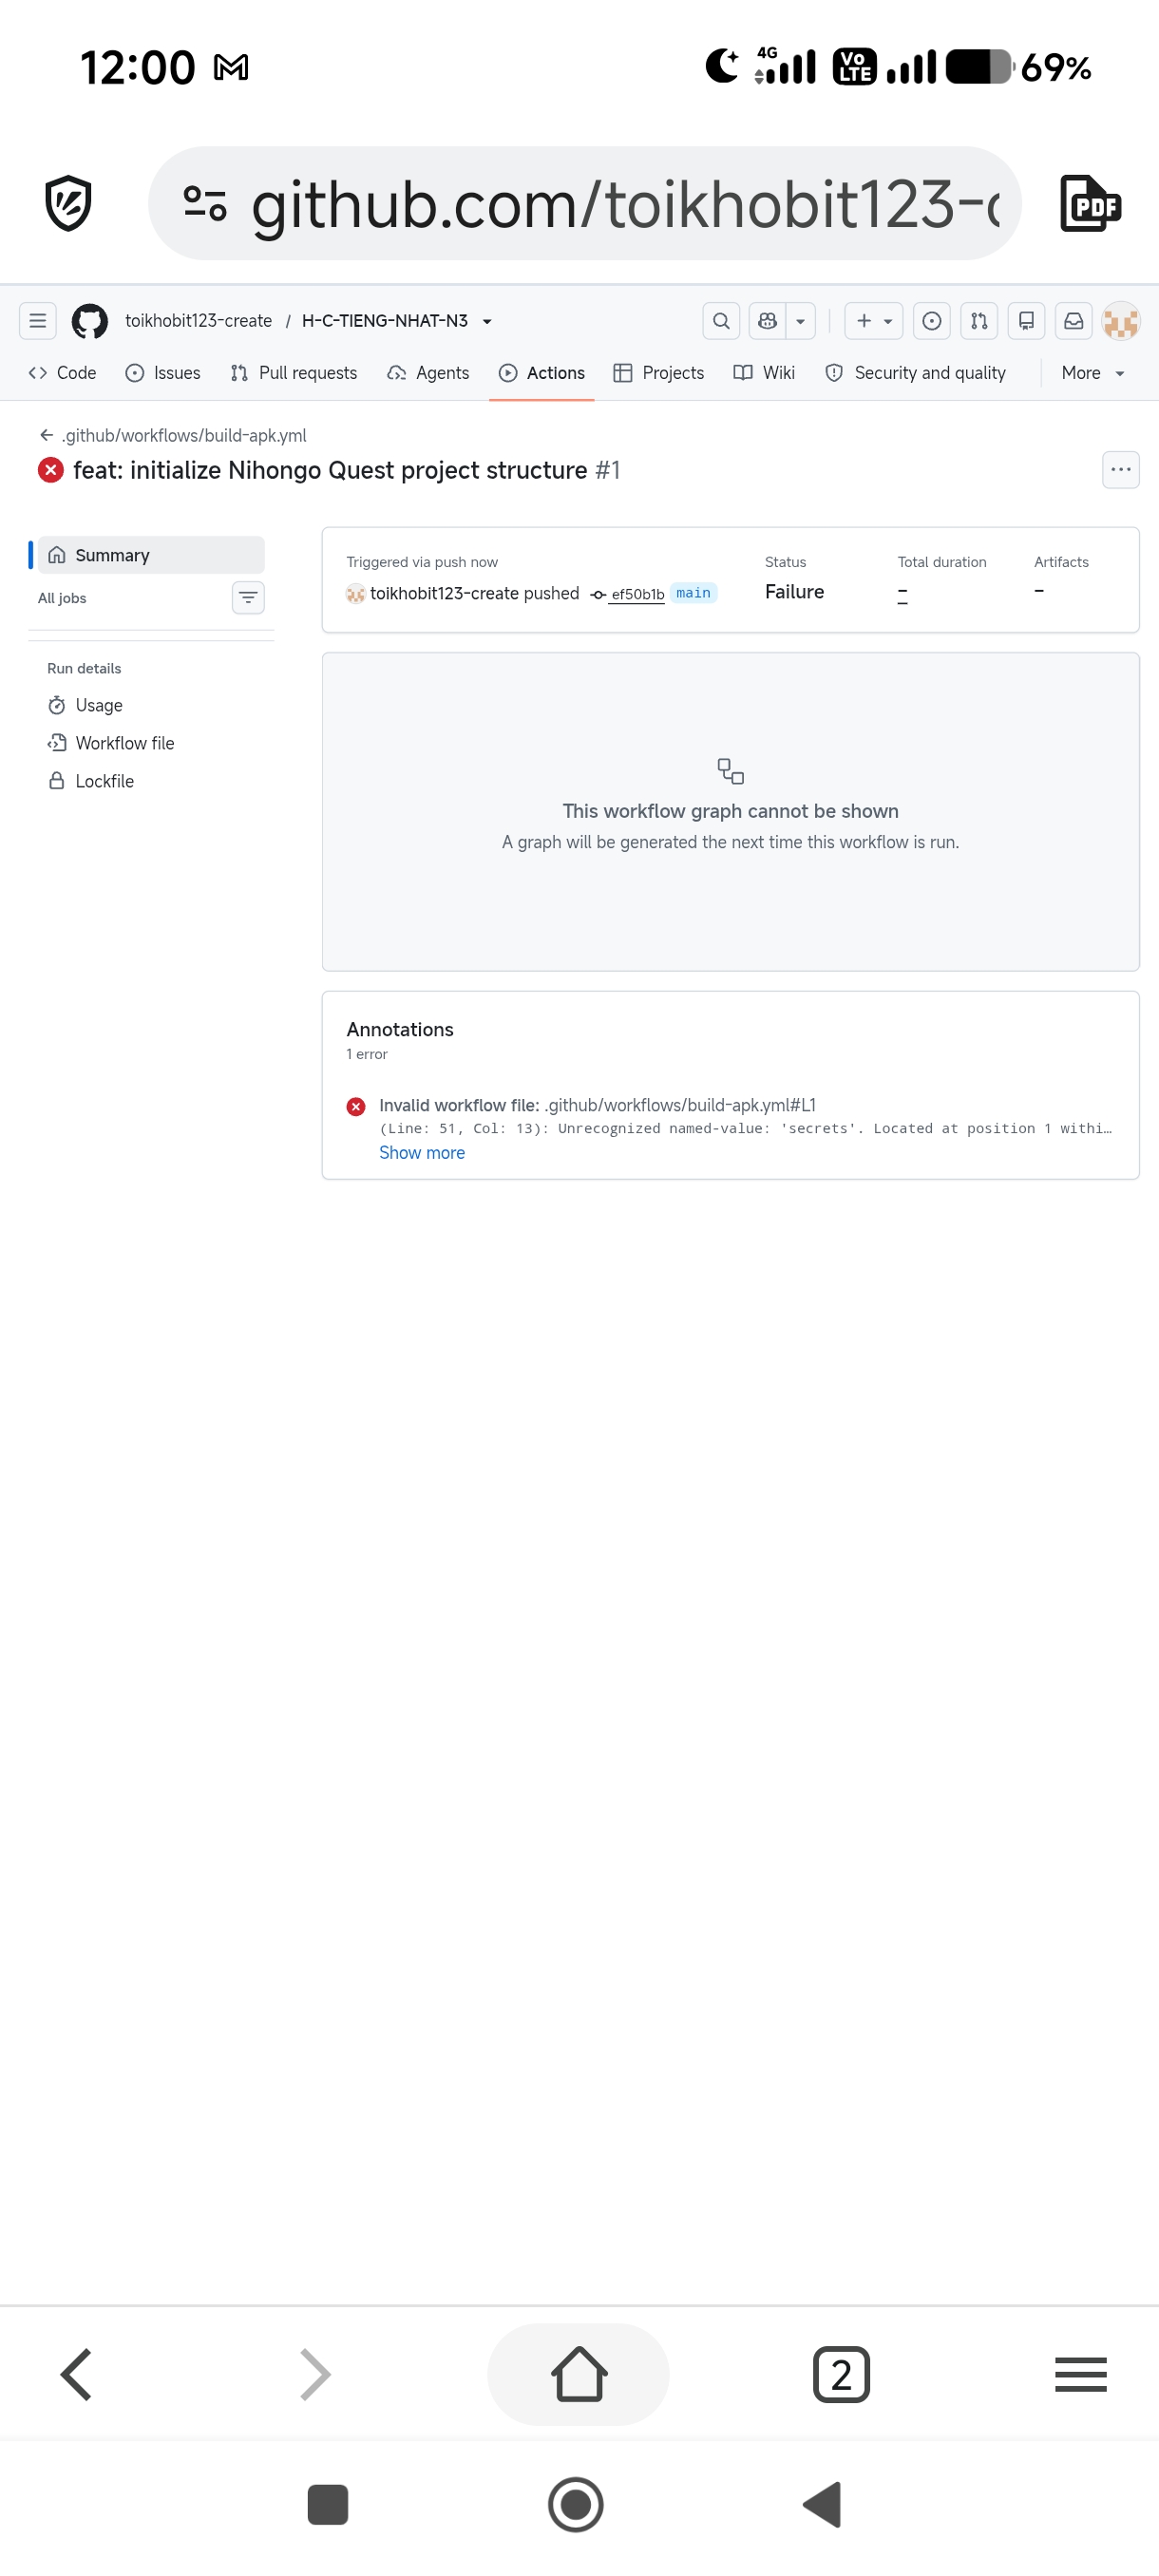 12:00
4G
Vo
LTE
69%
github.com/toikhobit123-c
PDF
toikhobit123-create / H-C-TIENG-NHAT-N3
Code
Issues
Pull requests
Agents
Actions
Projects
Wiki
Security and quality
More
.github/workflows/build-apk.yml
feat: initialize Nihongo Quest project structure #1
Summary
All jobs
Run details
Usage
Workflow file
Lockfile
Triggered via push now
toikhobit123-create pushed ef50b1b main
Status
Failure
Total duration
–
Artifacts
–
This workflow graph cannot be shown
A graph will be generated the next time this workflow is run.
Annotations
1 error
Invalid workflow file: .github/workflows/build-apk.yml#L1
(Line: 51, Col: 13): Unrecognized named-value: 'secrets'. Located at position 1 withi…
Show more
2